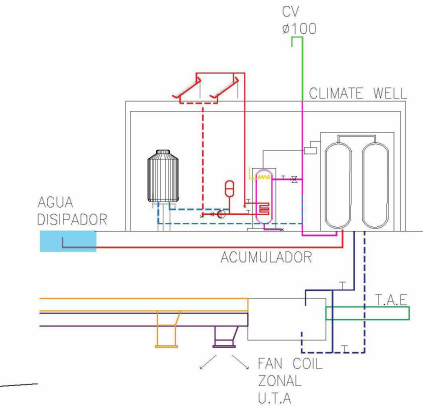 CV
ø100
CLIMATE WELL
AGUA
DISIPADOR
ACUMULADOR
T.A.E
FAN COIL
ZONAL
U.T.A